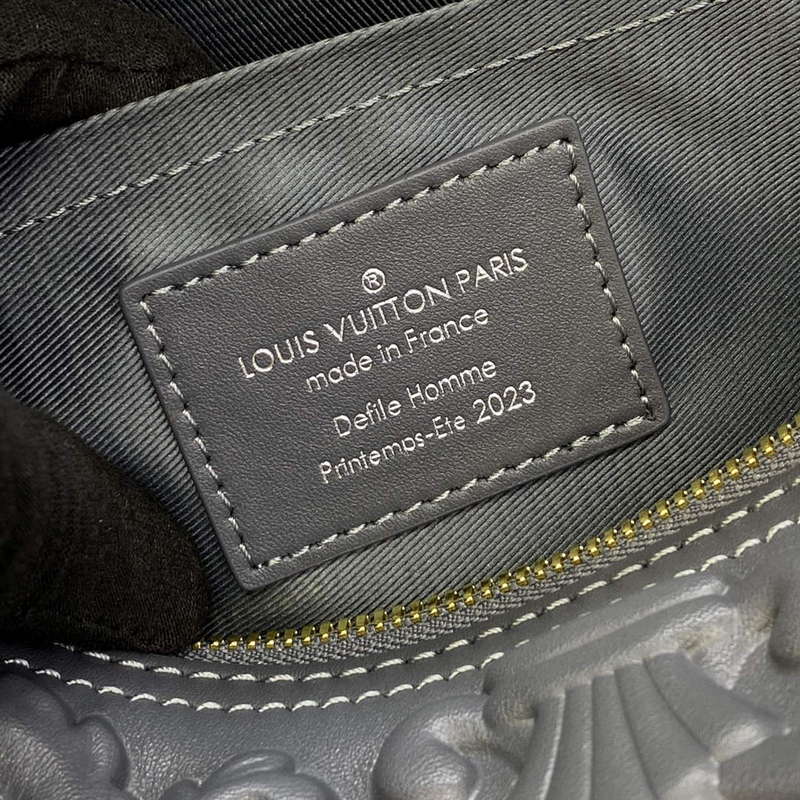 ®
LOUIS VUITTON PARIS
made in France
Defile Homme
Printemps-Ete 2023